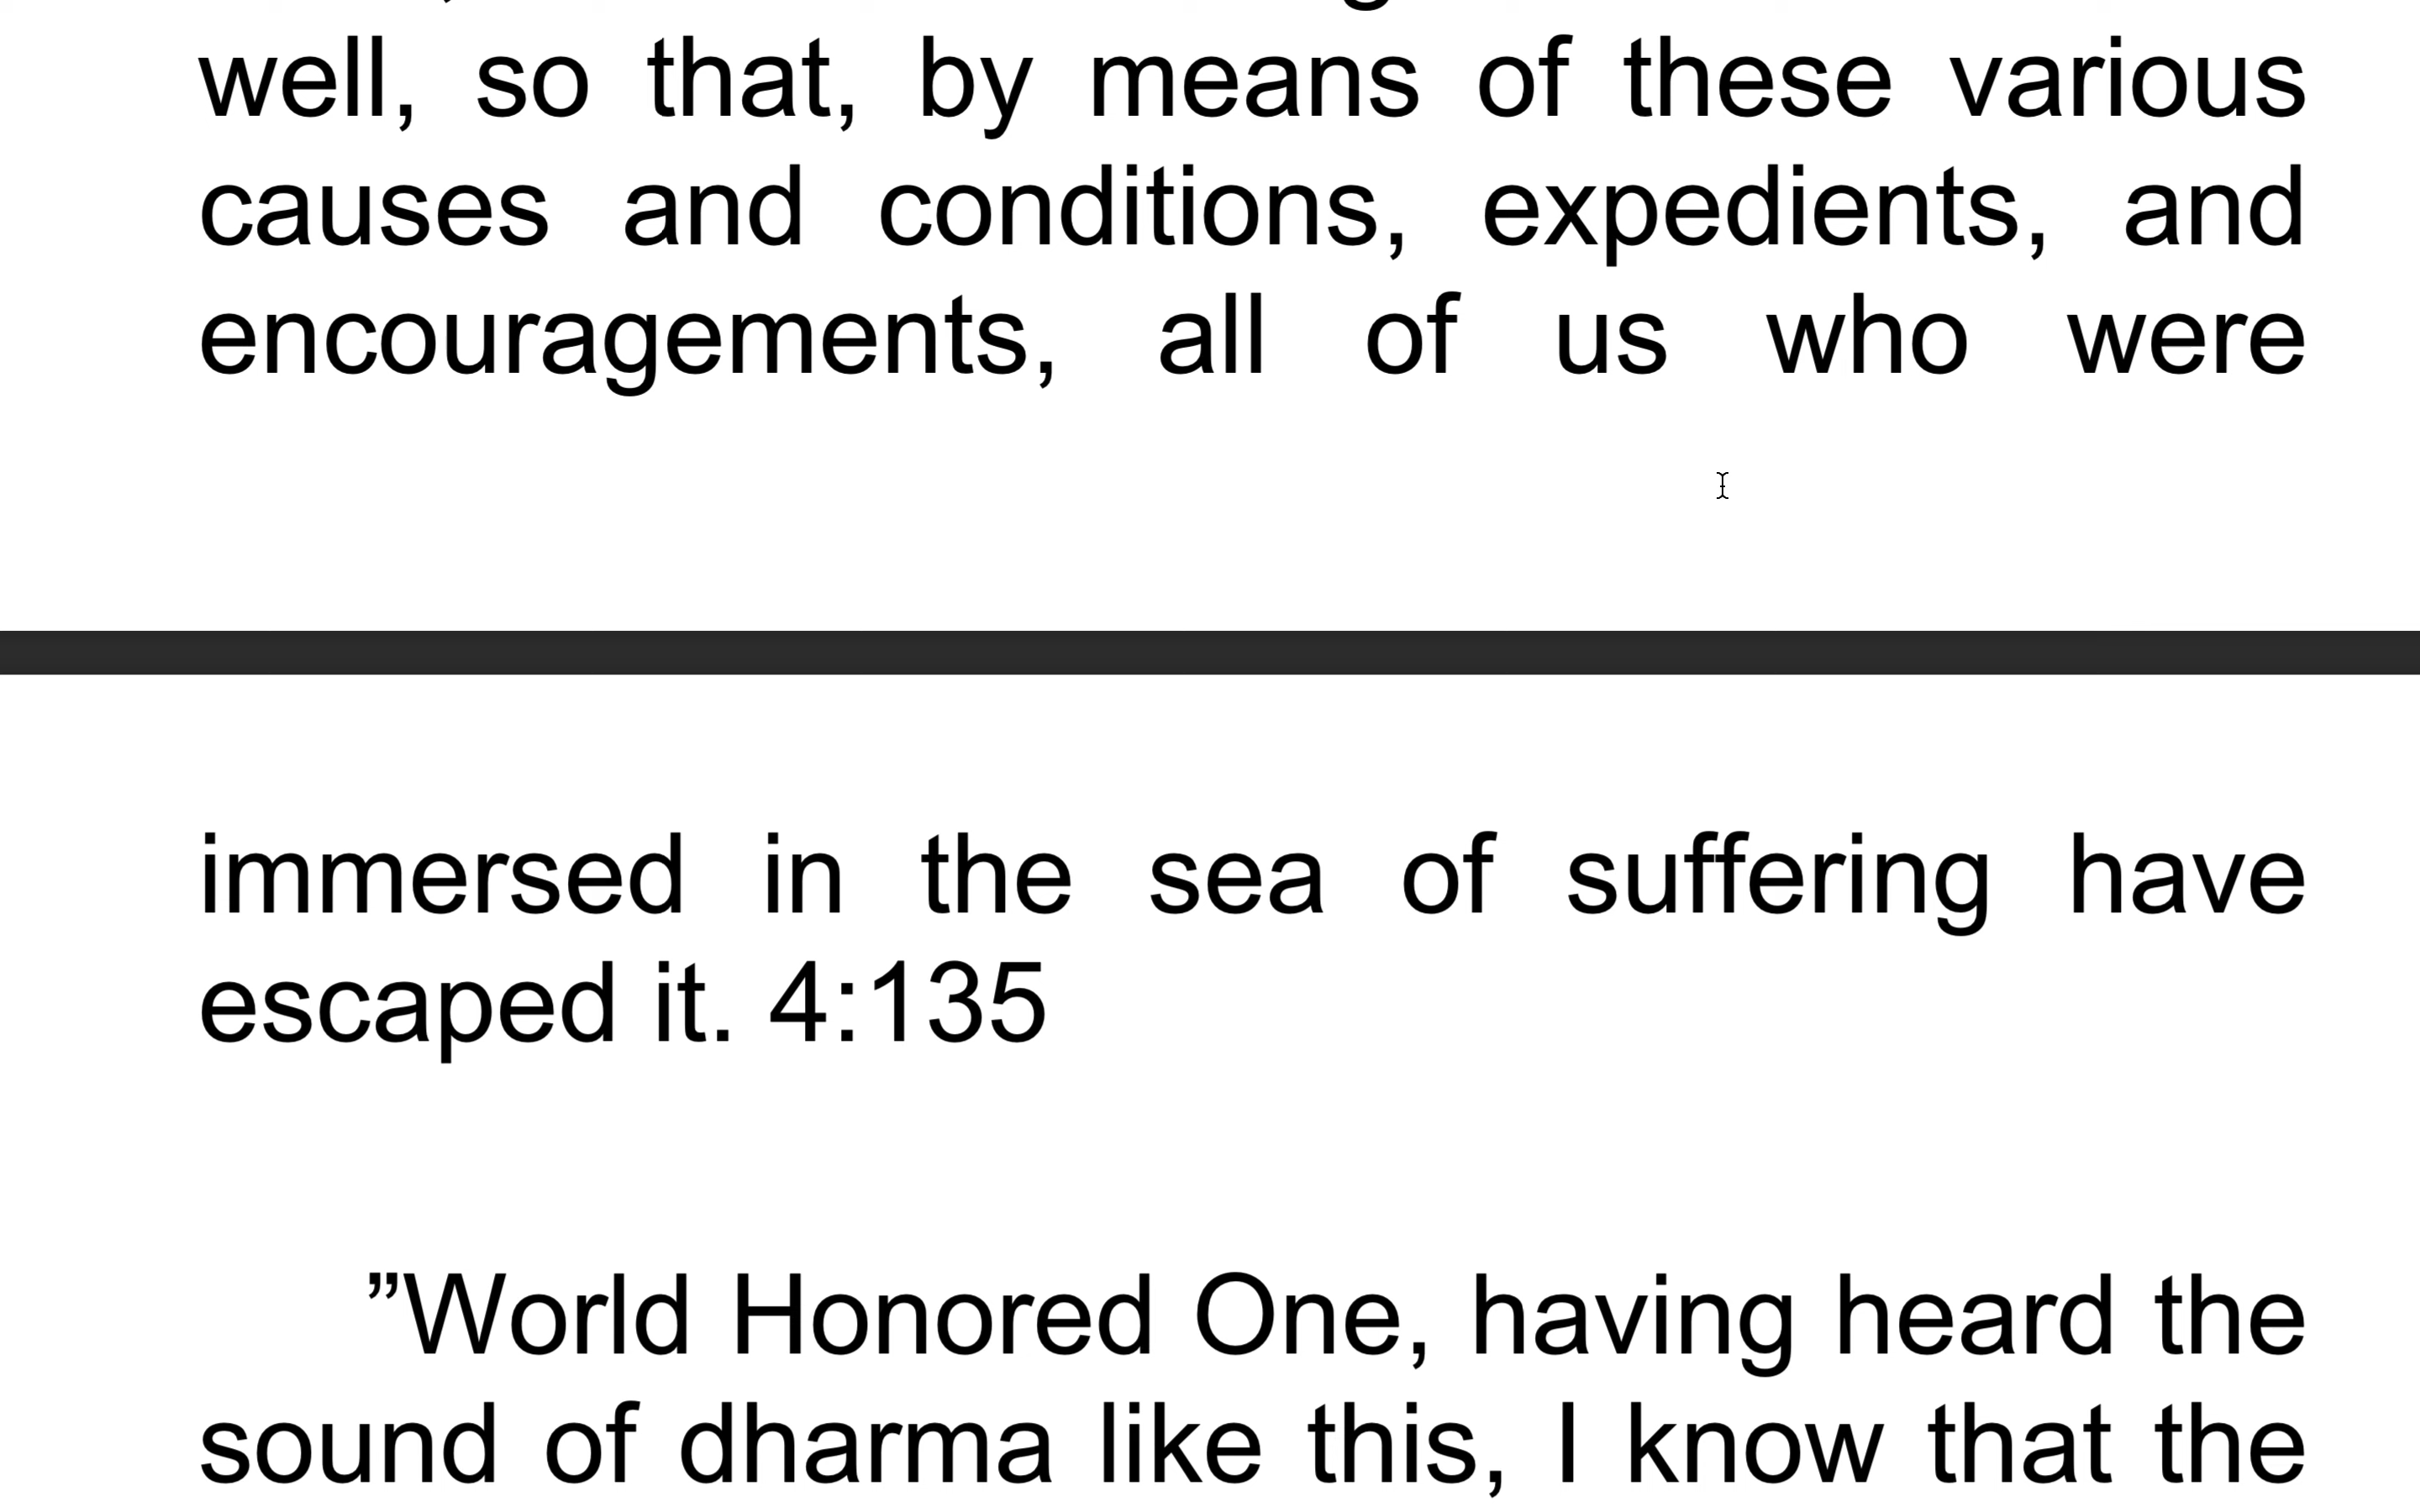 well, so that, by means of these various
causes and conditions, expedients, and
encouragements, all of us who were
immersed in the sea of suffering have
escaped it. 4:135
”World Honored One, having heard the
sound of dharma like this, I know that the